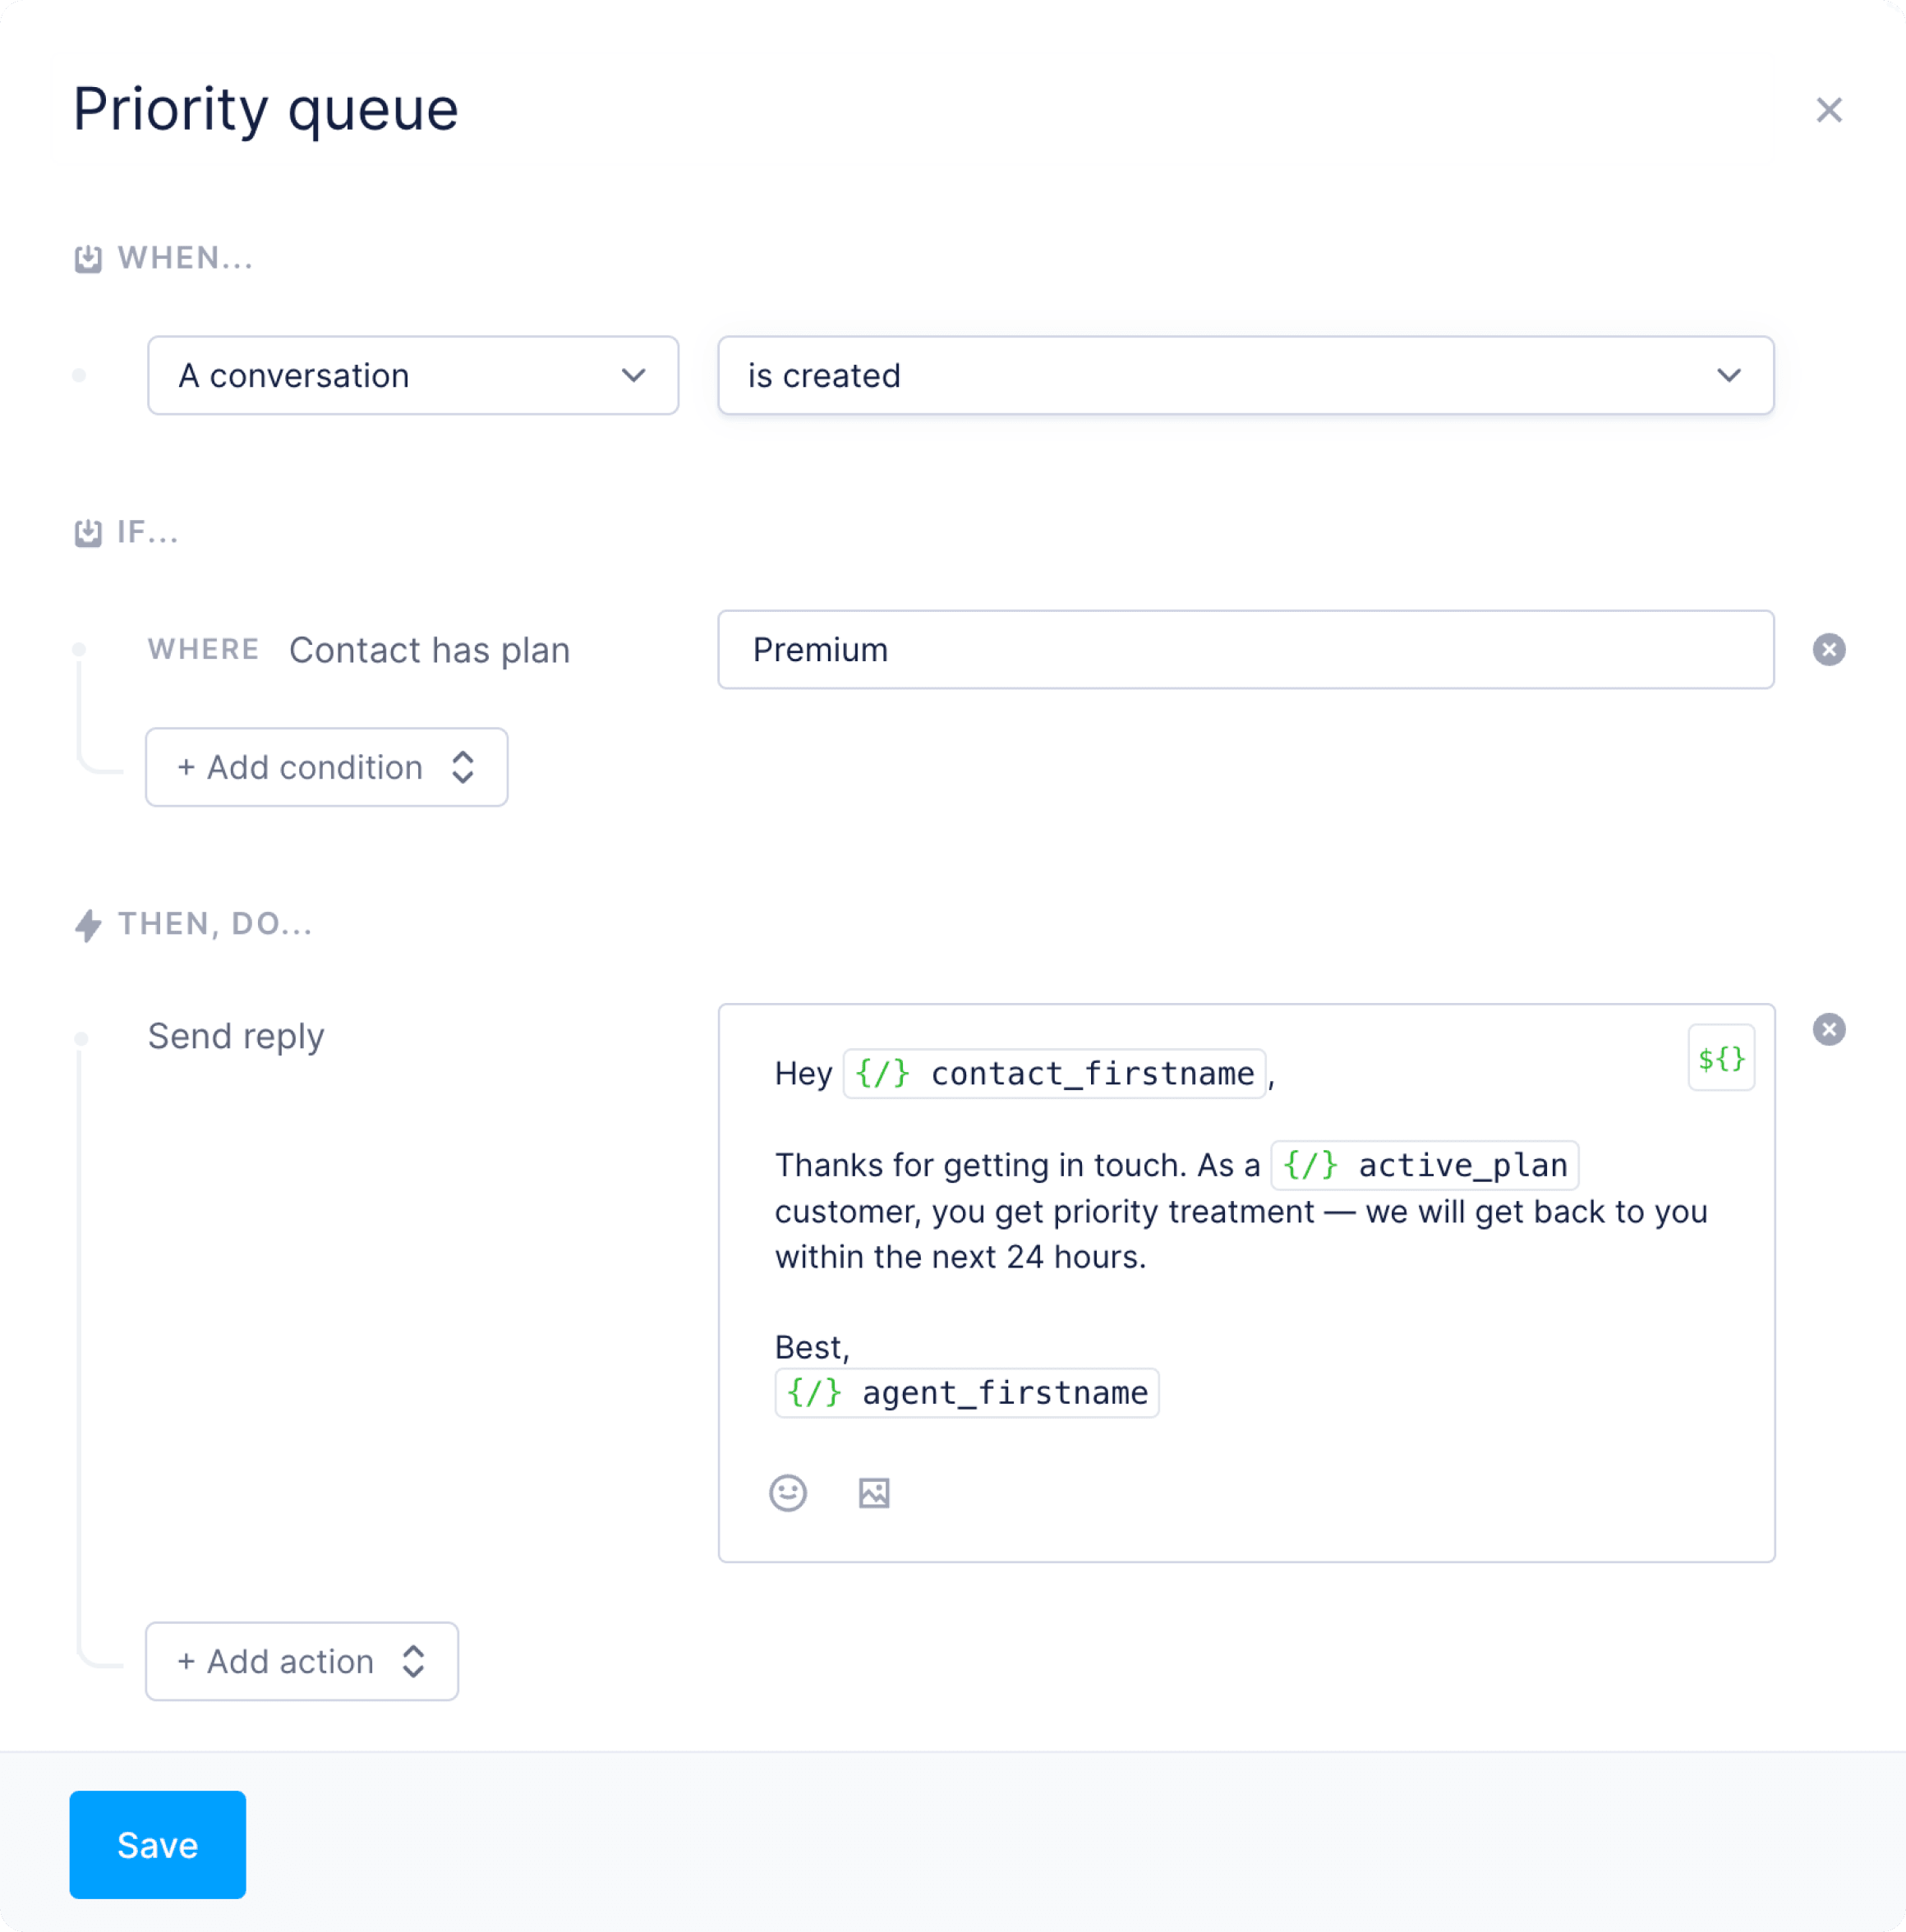 Priority queue
WHEN...
A conversation
is created
IF...
WHERE Contact has plan
Premium
+ Add condition
THEN, DO...
Send reply
Hey {/} contact_firstname,
${}
Thanks for getting in touch. As a {/} active_plan
customer, you get priority treatment — we will get back to you
within the next 24 hours.
Best,
{/} agent_firstname
+ Add action
Save